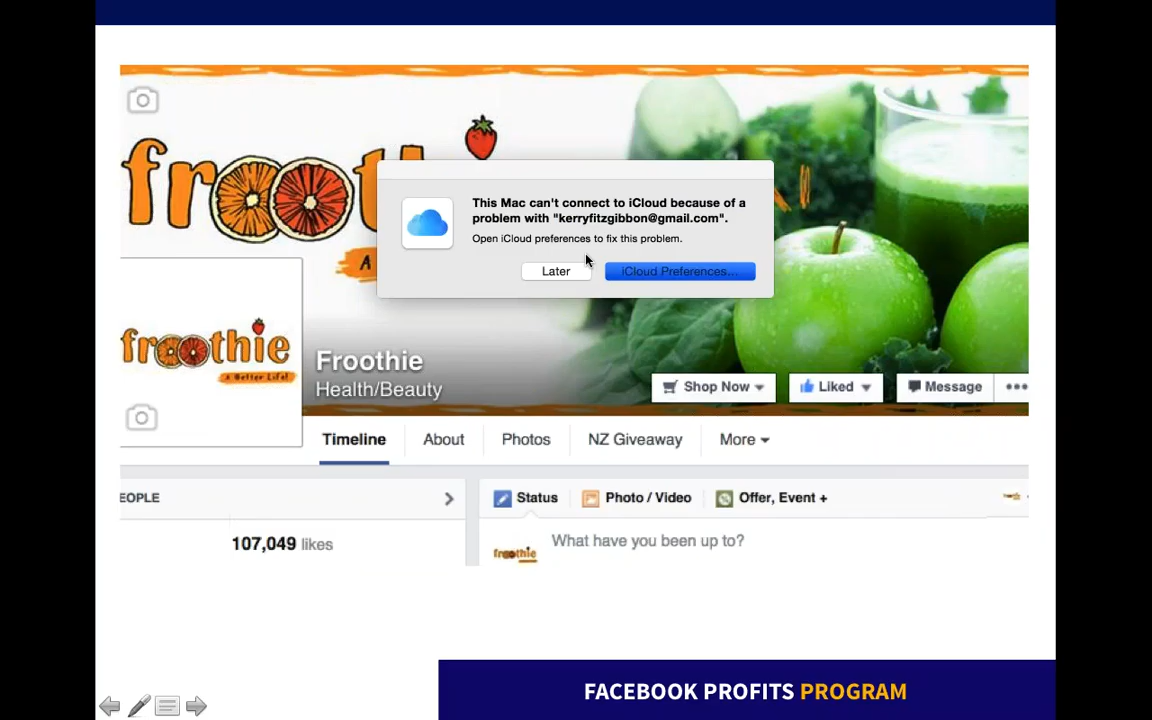 froothie
This Mac can't connect to iCloud because of a
problem with "kerryfitzgibbon@gmail.com".
Open iCloud preferences to fix this problem.
Later
iCloud Preferences...
A
froothie
a Better Life!
Froothie
Health/Beauty
Shop Now
Liked
Message
Timeline
About
Photos
NZ Giveaway
More
EOPLE
Status
Photo / Video
Offer, Event +
107,049 likes
What have you been up to?
froothie
FACEBOOK PROFITS PROGRAM